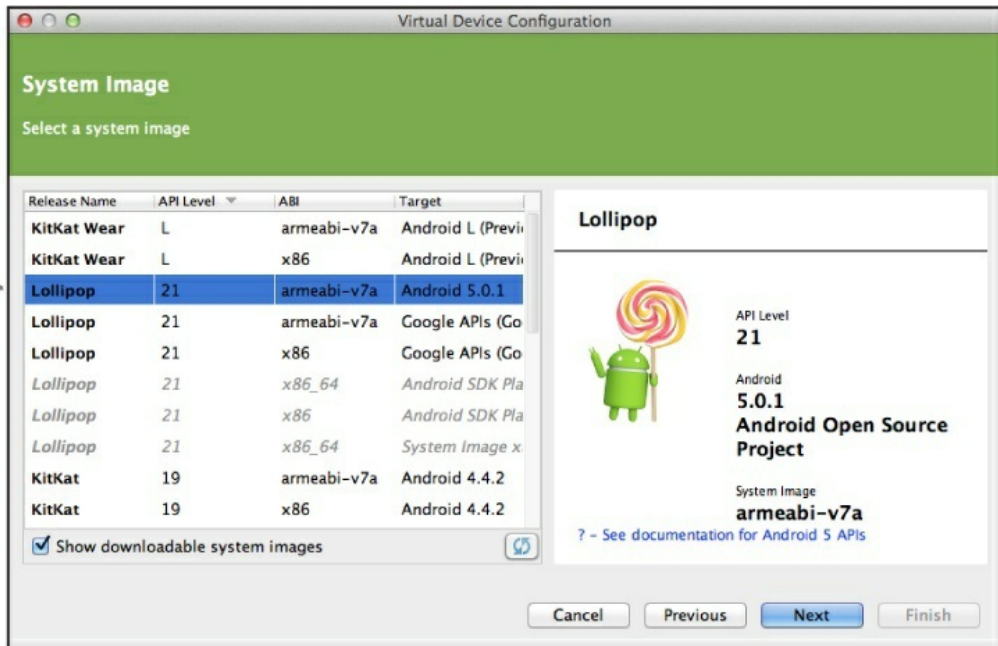 Virtual Device Configuration
System Image
Select a system image
Release Name API Level ABI Target
KitKat Wear L armeabi-v7a Android L (Previ
KitKat Wear L x86 Android L (Previ
Lollipop 21 armeabi-v7a Android 5.0.1
Lollipop 21 armeabi-v7a Google APIs (Go
Lollipop 21 x86 Google APIs (Go
Lollipop 21 x86_64 Android SDK Pla
Lollipop 21 x86 Android SDK Pla
Lollipop 21 x86_64 System Image x
KitKat 19 armeabi-v7a Android 4.4.2
KitKat 19 x86 Android 4.4.2
Show downloadable system images
Lollipop
API Level
21
Android
5.0.1
Android Open Source
Project
System Image
armeabi-v7a
? - See documentation for Android 5 APIs
Cancel Previous Next Finish